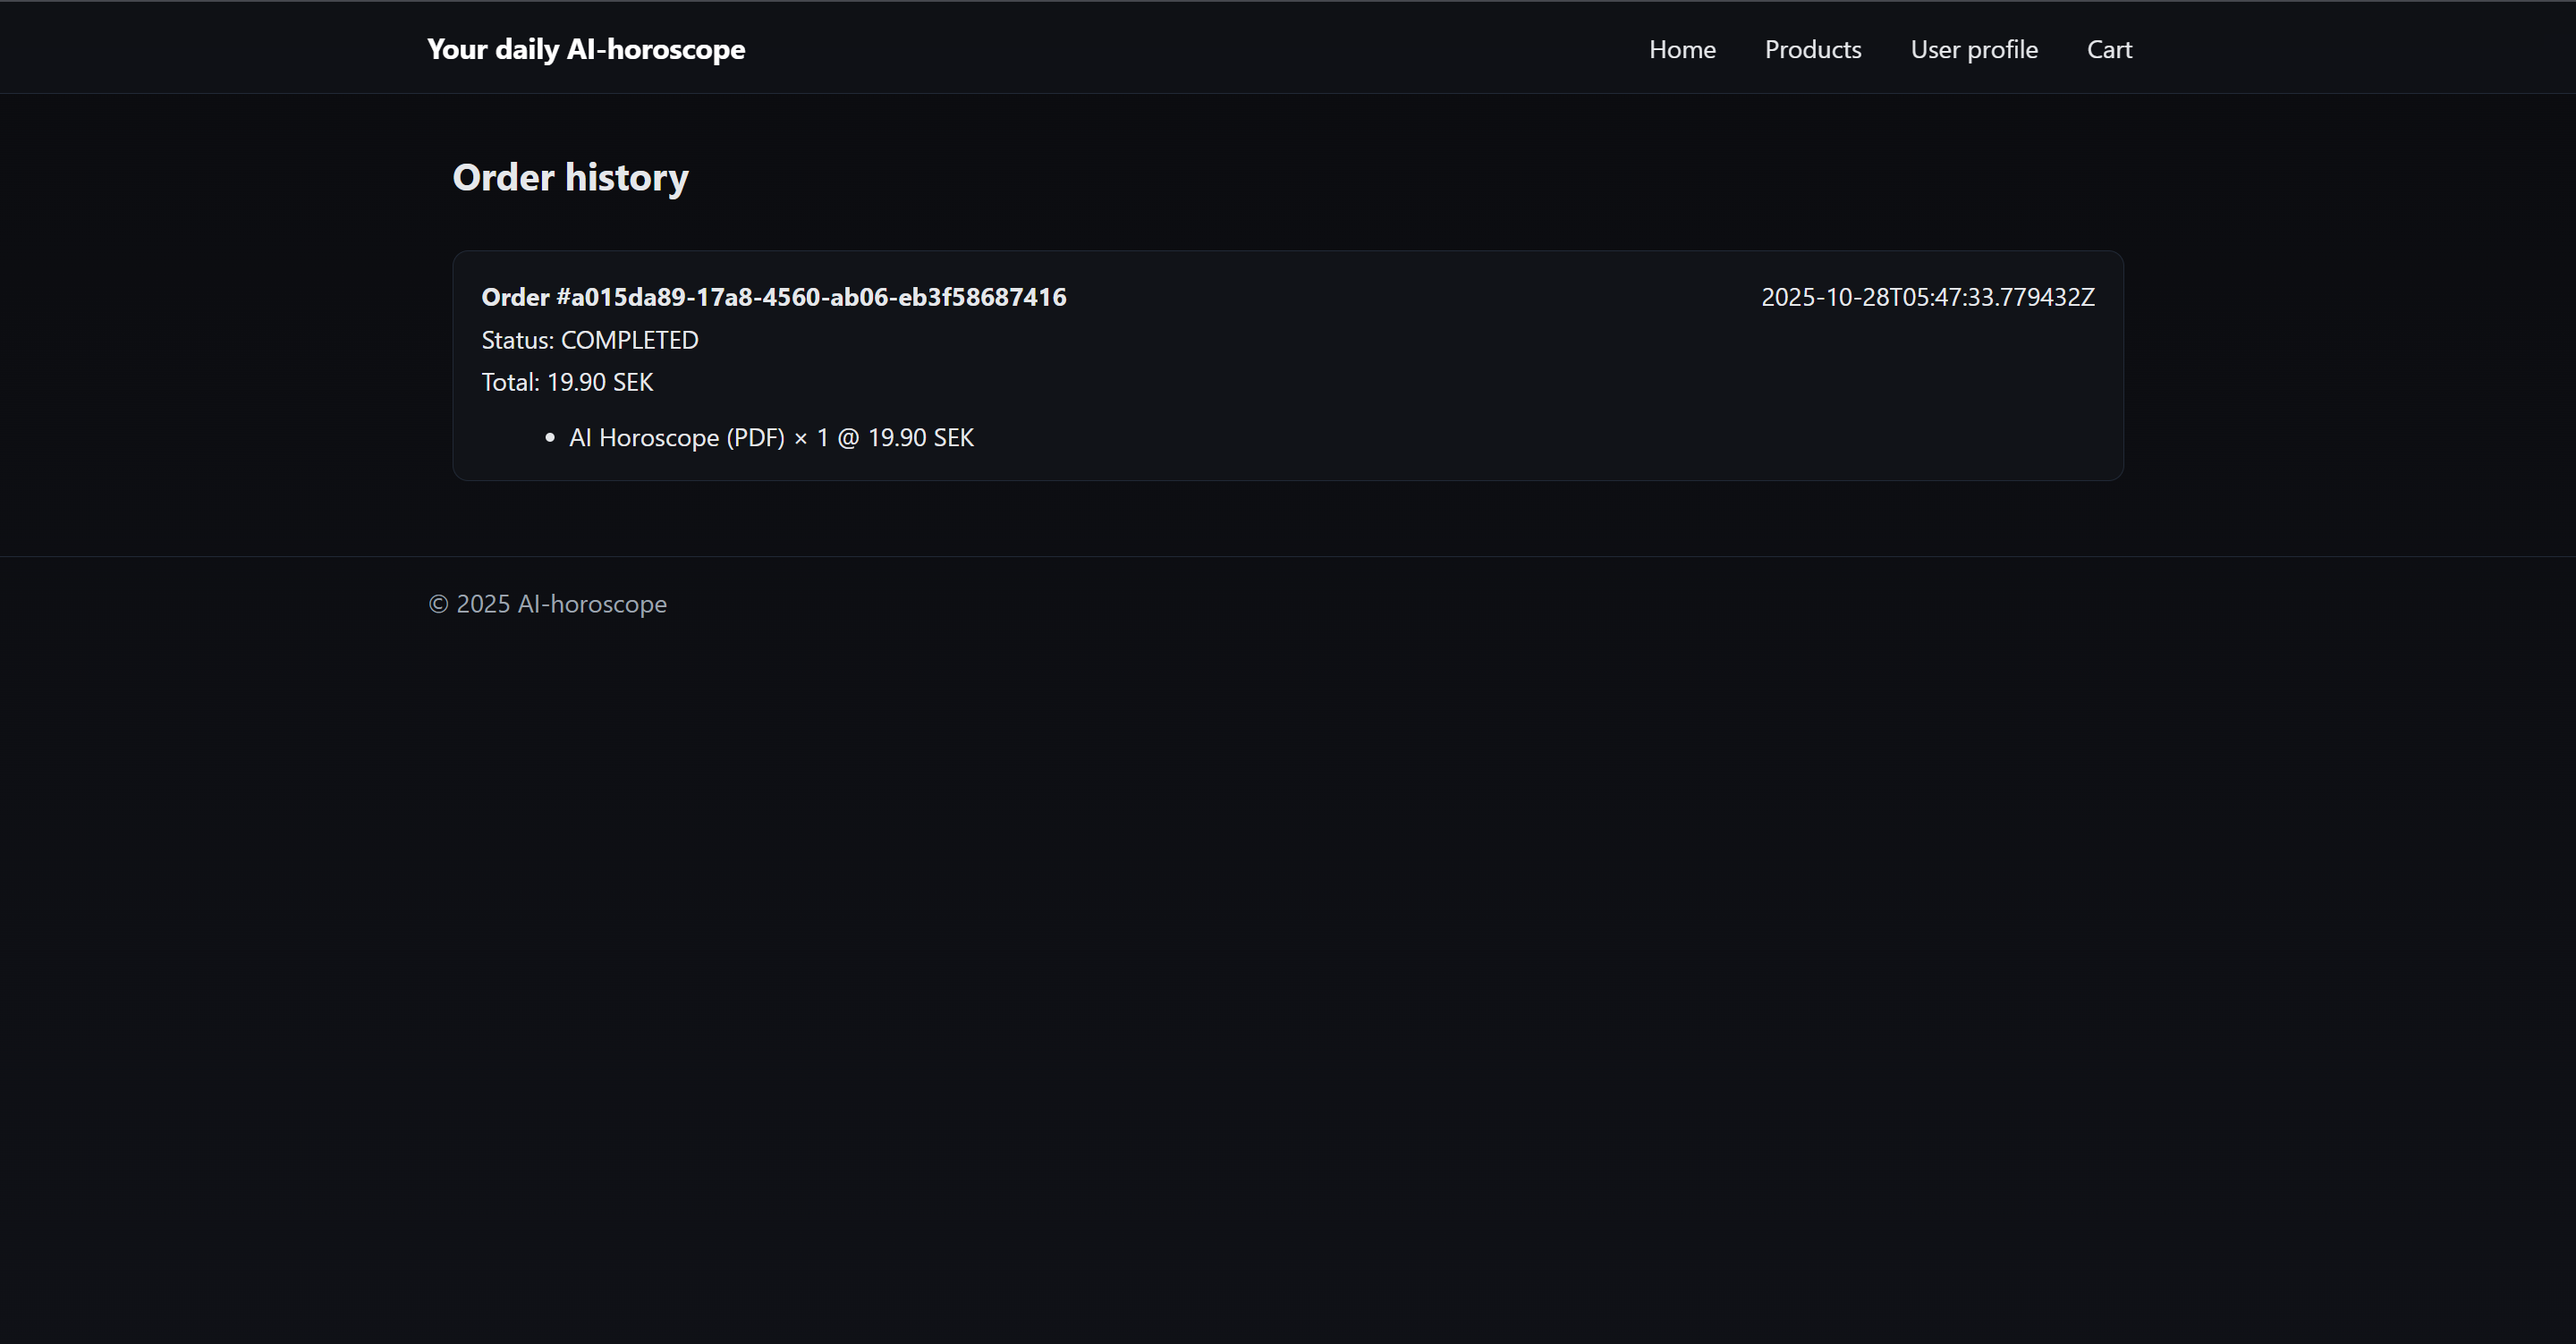 Your daily AI-horoscope
Home Products User profile Cart
Order history
Order #a015da89-17a8-4560-ab06-eb3f58687416 2025-10-28T05:47:33.779432Z
Status: COMPLETED
Total: 19.90 SEK
• AI Horoscope (PDF) × 1 @ 19.90 SEK
© 2025 AI-horoscope